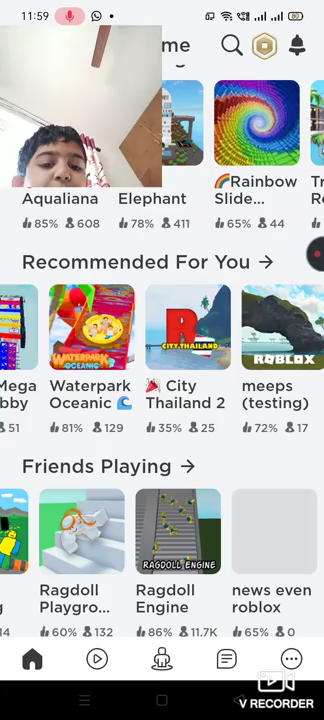 11:59
80
me
Aqualiana
Elephant
Rainbow
Slide...
85% 608
78% 411
65% 44
Recommended For You →
WATERPARK
OCEANIC
R
CITY THAILAND
ROBLOX
Mega
Waterpark
Oceanic
City
Thailand 2
meeps
(testing)
51
81% 129
35% 25
72% 17
Friends Playing →
RAGDOLL ENGINE
Ragdoll
Playgro...
Ragdoll
Engine
news even
roblox
14
60% 132
86% 11.7K
65% 0
V RECORDER